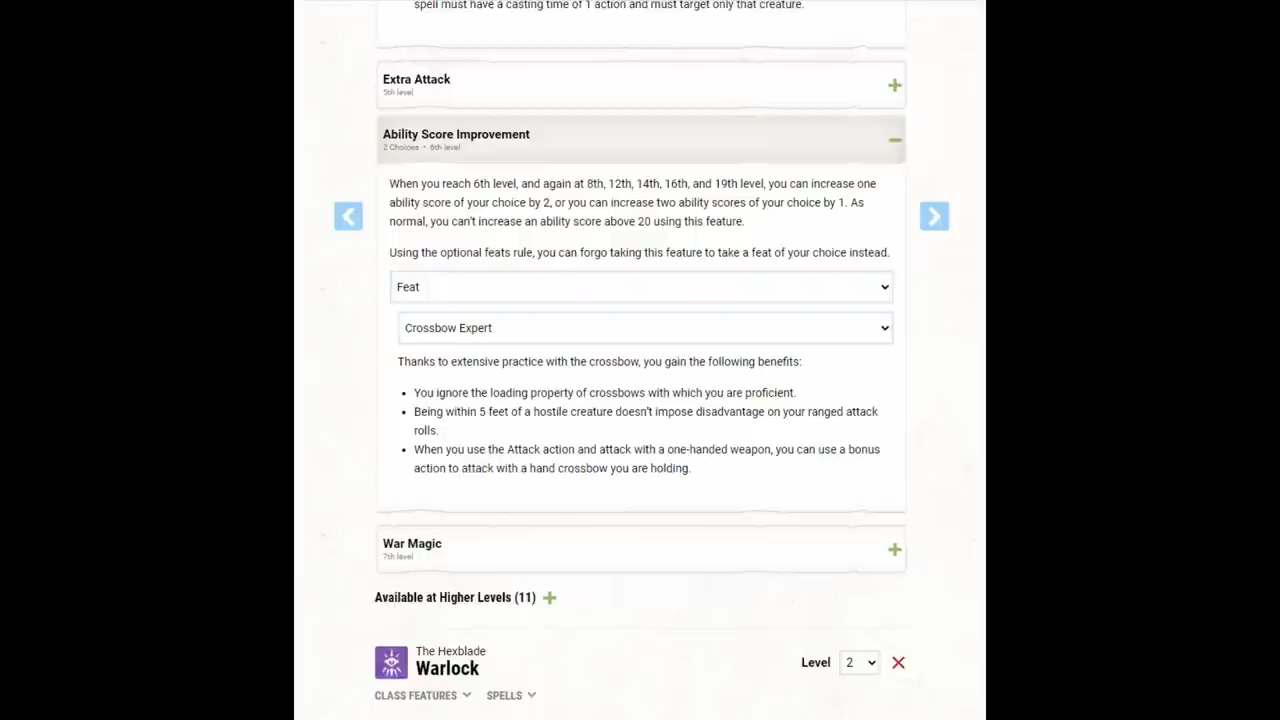 spell must have a casting time of 1 action and must target only that creature.
Extra Attack
5th level
Ability Score Improvement
2 Choices • 6th level
When you reach 6th level, and again at 8th, 12th, 14th, 16th, and 19th level, you can increase one
ability score of your choice by 2, or you can increase two ability scores of your choice by 1. As
normal, you can't increase an ability score above 20 using this feature.
Using the optional feats rule, you can forgo taking this feature to take a feat of your choice instead.
Feat
Crossbow Expert
Thanks to extensive practice with the crossbow, you gain the following benefits:
• You ignore the loading property of crossbows with which you are proficient.
• Being within 5 feet of a hostile creature doesn't impose disadvantage on your ranged attack
rolls.
• When you use the Attack action and attack with a one-handed weapon, you can use a bonus
action to attack with a hand crossbow you are holding.
War Magic
7th level
Available at Higher Levels (11)
The Hexblade
Warlock
Level 2
CLASS FEATURES SPELLS